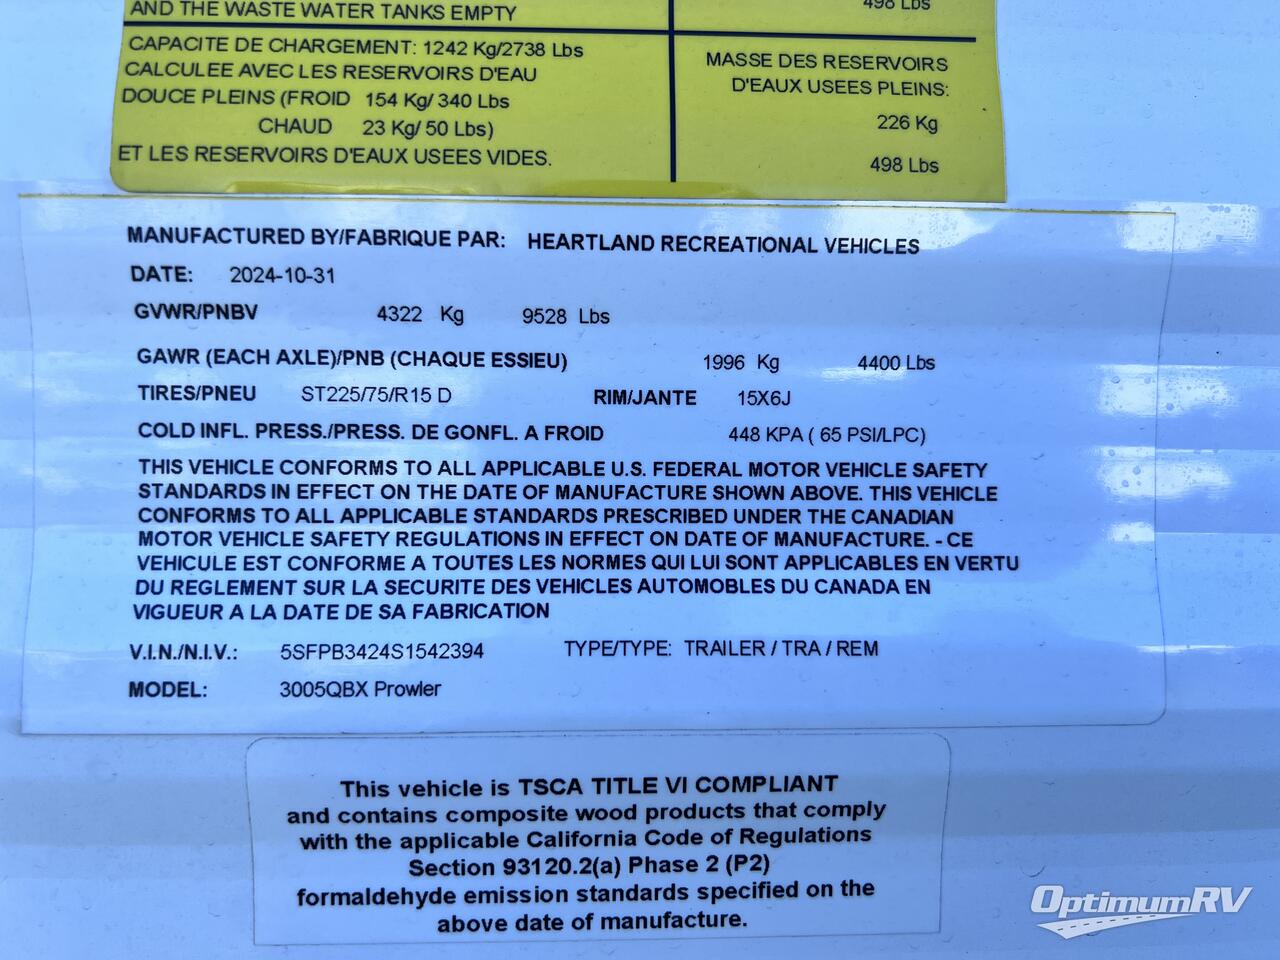 AND THE WASTE WATER TANKS EMPTY
498 Lbs
CAPACITE DE CHARGEMENT: 1242 Kg/2738 Lbs
CALCULEE AVEC LES RESERVOIRS D'EAU
DOUCE PLEINS (FROID 154 Kg/ 340 Lbs
CHAUD 23 Kg/ 50 Lbs)
ET LES RESERVOIRS D'EAUX USEES VIDES.
MASSE DES RESERVOIRS
D'EAUX USEES PLEINS:
226 Kg
498 Lbs
MANUFACTURED BY/FABRIQUE PAR: HEARTLAND RECREATIONAL VEHICLES
DATE: 2024-10-31
GVWR/PNBV 4322 Kg 9528 Lbs
GAWR (EACH AXLE)/PNB (CHAQUE ESSIEU) 1996 Kg 4400 Lbs
TIRES/PNEU ST225/75/R15 D RIM/JANTE 15X6J
COLD INFL. PRESS./PRESS. DE GONFL. A FROID 448 KPA ( 65 PSI/LPC)
THIS VEHICLE CONFORMS TO ALL APPLICABLE U.S. FEDERAL MOTOR VEHICLE SAFETY
STANDARDS IN EFFECT ON THE DATE OF MANUFACTURE SHOWN ABOVE. THIS VEHICLE
CONFORMS TO ALL APPLICABLE STANDARDS PRESCRIBED UNDER THE CANADIAN
MOTOR VEHICLE SAFETY REGULATIONS IN EFFECT ON DATE OF MANUFACTURE. - CE
VEHICULE EST CONFORME A TOUTES LES NORMES QUI LUI SONT APPLICABLES EN VERTU
DU REGLEMENT SUR LA SECURITE DES VEHICLES AUTOMOBLES DU CANADA EN
VIGUEUR A LA DATE DE SA FABRICATION
V.I.N./N.I.V.: 5SFPB3424S1542394 TYPE/TYPE: TRAILER / TRA / REM
MODEL: 3005QBX Prowler
This vehicle is TSCA TITLE VI COMPLIANT
and contains composite wood products that comply
with the applicable California Code of Regulations
Section 93120.2(a) Phase 2 (P2)
formaldehyde emission standards specified on the
above date of manufacture.
OptimumRV